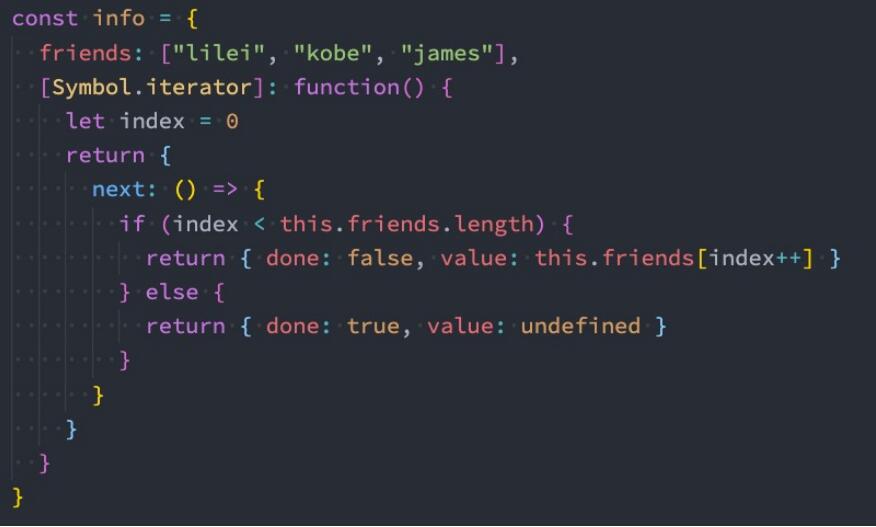 const info = {
  friends: ["lilei", "kobe", "james"],
  [Symbol.iterator]: function() {
    let index = 0
    return {
      next: () => {
        if (index < this.friends.length) {
          return { done: false, value: this.friends[index++] }
        } else {
          return { done: true, value: undefined }
        }
      }
    }
  }
}